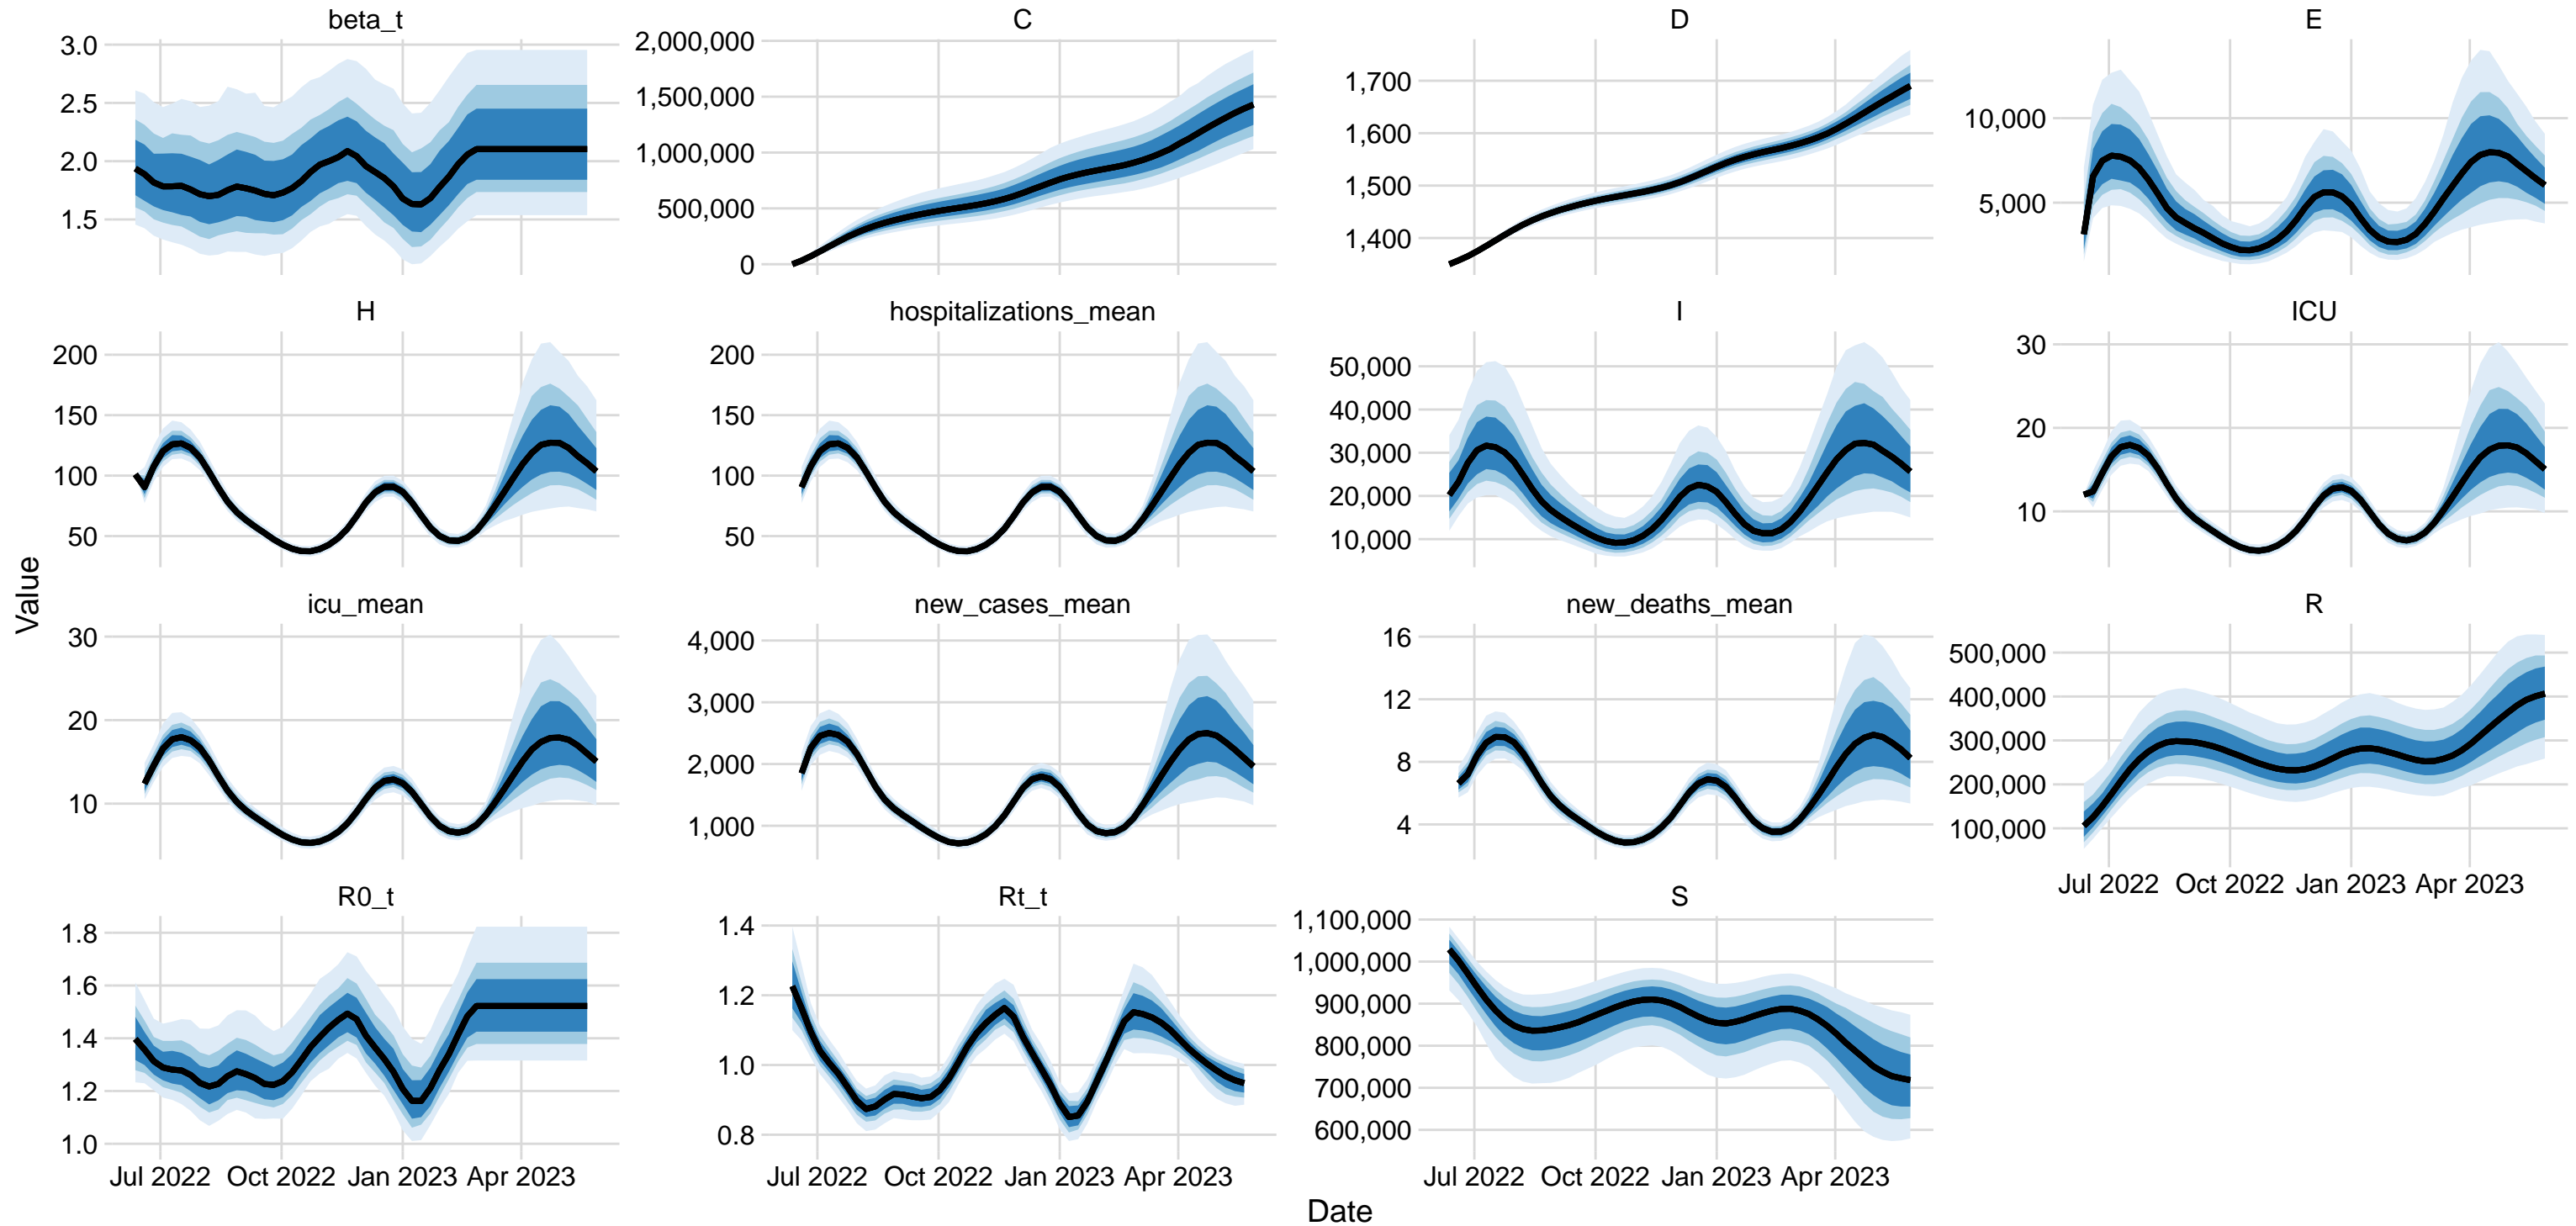 beta_t
C
D
E
3.0
2.5
2.0
1.5
2,000,000
1,500,000
1,000,000
500,000
0
1,700
1,600
1,500
1,400
10,000
5,000
H
hospitalizations_mean
I
ICU
200
150
100
50
200
150
100
50
50,000
40,000
30,000
20,000
10,000
30
20
10
Value
icu_mean
new_cases_mean
new_deaths_mean
R
30
20
10
4,000
3,000
2,000
1,000
16
12
8
4
500,000
400,000
300,000
200,000
100,000
Jul 2022 Oct 2022 Jan 2023 Apr 2023
R0_t
Rt_t
S
1.8
1.6
1.4
1.2
1.0
1.4
1.2
1.0
0.8
1,100,000
1,000,000
900,000
800,000
700,000
600,000
Jul 2022 Oct 2022 Jan 2023 Apr 2023
Jul 2022 Oct 2022 Jan 2023 Apr 2023
Jul 2022 Oct 2022 Jan 2023 Apr 2023
Date